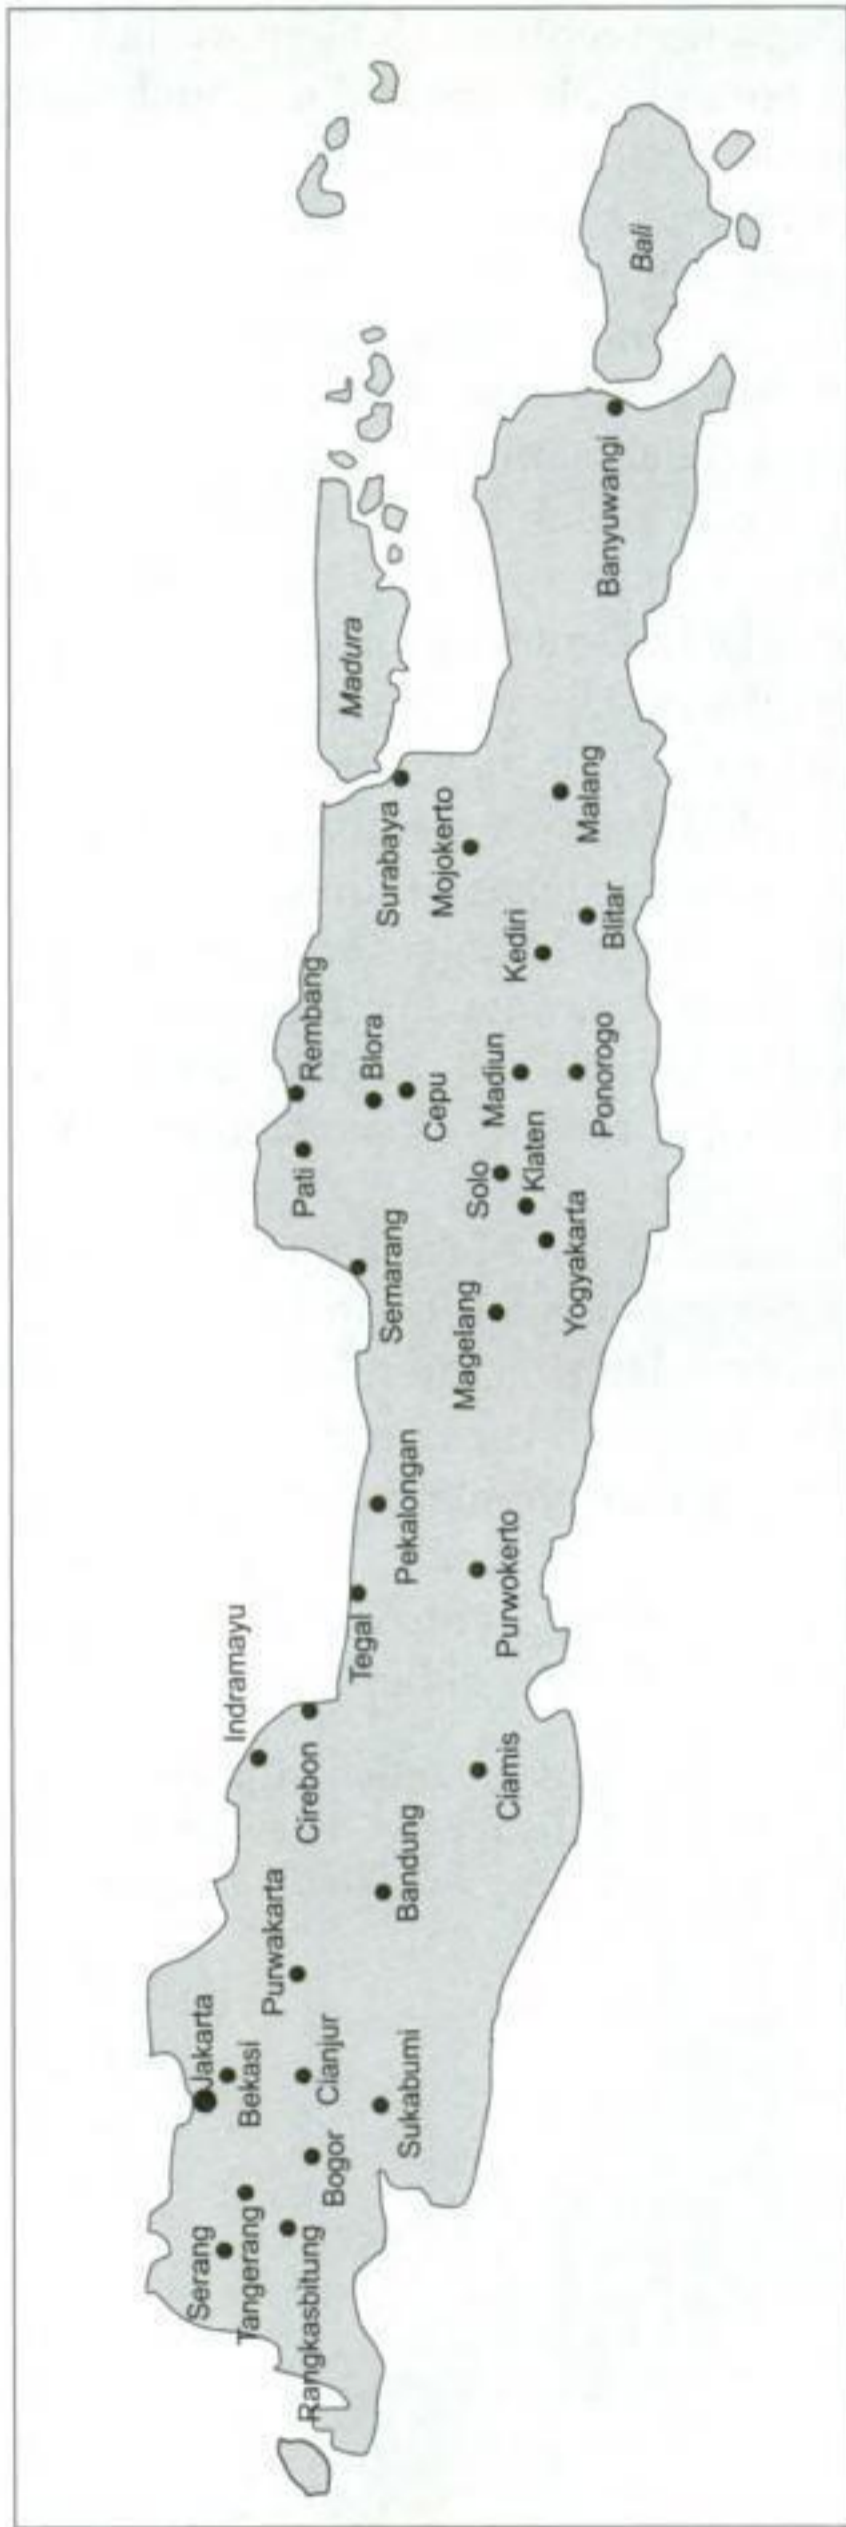 Serang
Tangerang
Rangkasbitung
Jakarta
Bekasi
Bogor
Cianjur
Sukabumi
Purwakarta
Bandung
Indramayu
Cirebon
Ciamis
Tegal
Pekalongan
Purwokerto
Semarang
Magelang
Yogyakarta
Klaten
Solo
Pati
Rembang
Blora
Cepu
Madiun
Ponorogo
Kediri
Blitar
Surabaya
Mojokerto
Malang
Madura
Banyuwangi
Bali